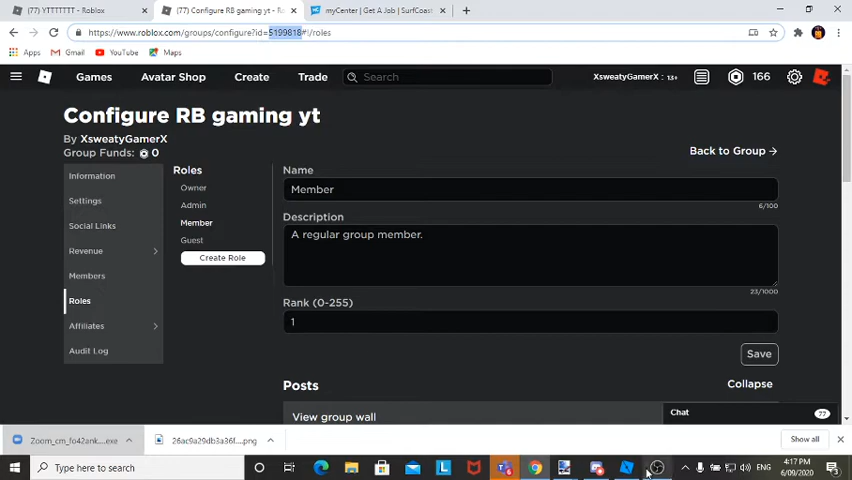 (77) YTTTTTTT - Roblox
(77) Configure RB gaming yt - Ro
myCenter | Get A Job | SurfCoast
https://www.roblox.com/groups/configure?id=5199818#!/roles
Apps
Gmail
YouTube
Maps
Games
Avatar Shop
Create
Trade
Search
XsweatyGamerX : 13+
166
Configure RB gaming yt
By XsweatyGamerX
Group Funds: 0
Back to Group
Information
Settings
Social Links
Revenue
Members
Roles
Affiliates
Audit Log
Roles
Owner
Admin
Member
Guest
Create Role
Name
Member
6/100
Description
A regular group member.
23/1000
Rank (0-255)
1
Save
Posts
Collapse
View group wall
Chat
77
Zoom_cm_fo42ank....exe
26ac9a29db3a36f....png
Show all
Type here to search
ENG
4:17 PM
6/09/2020
3